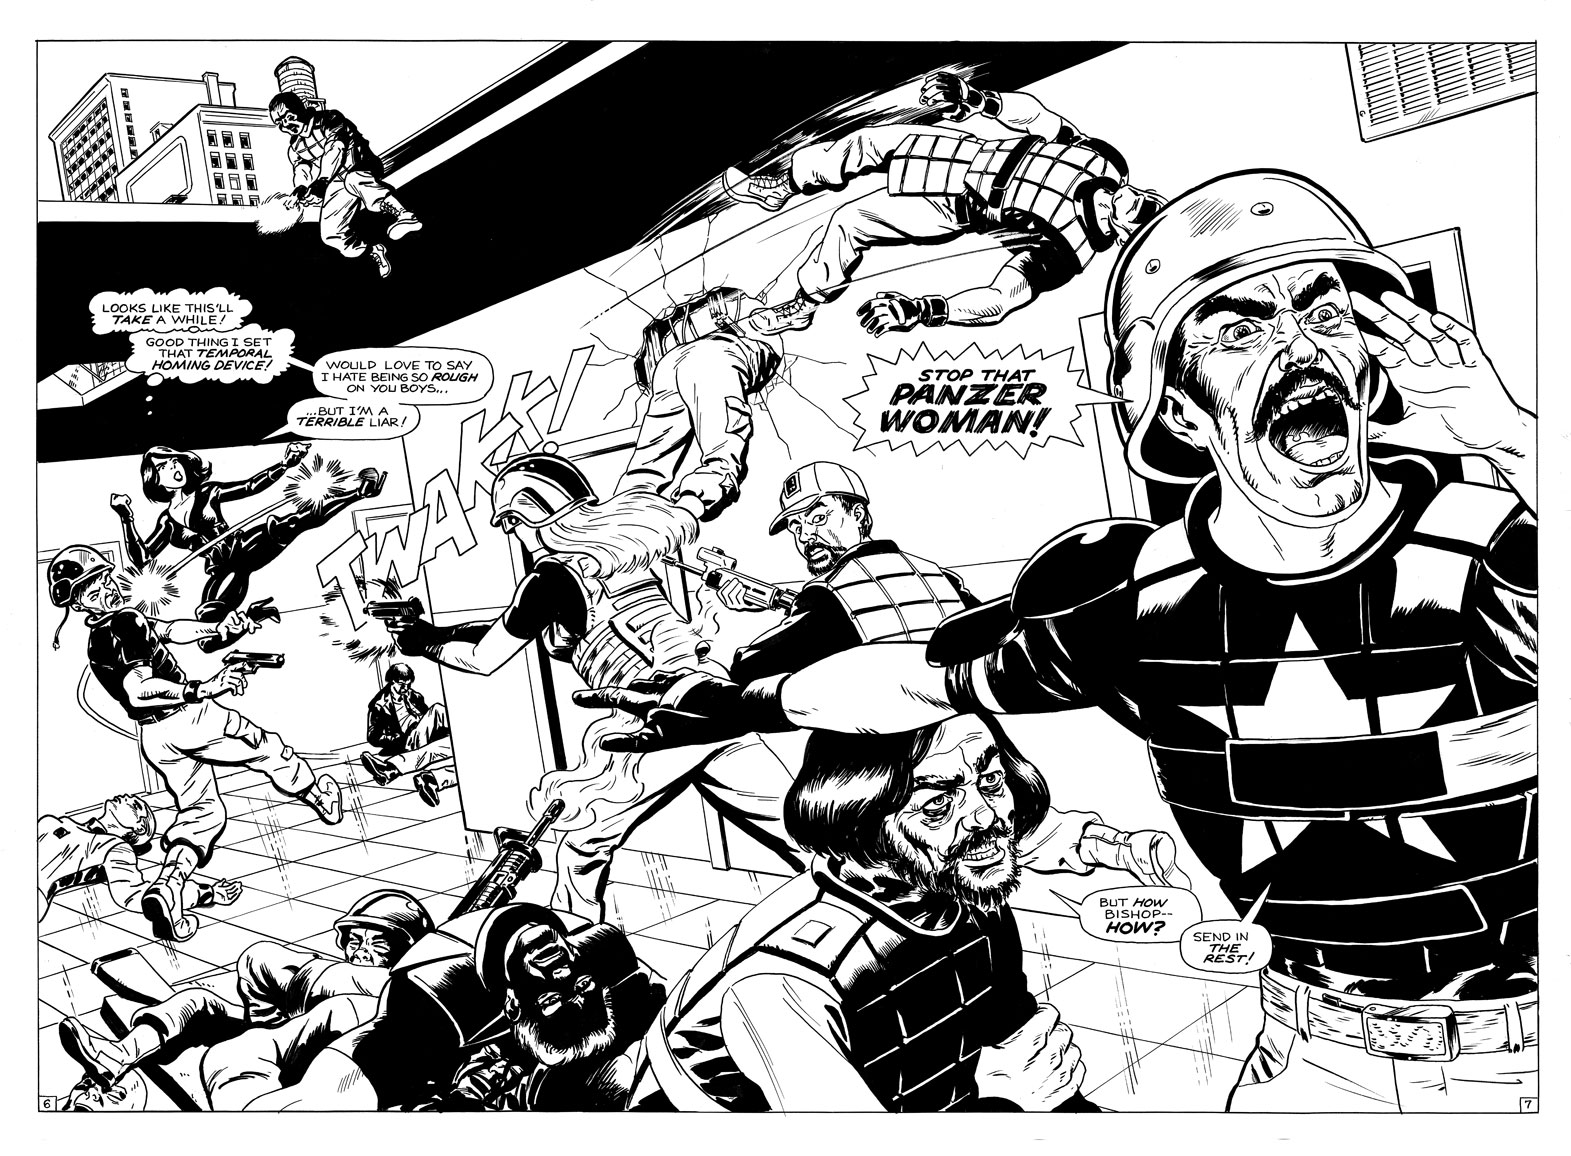 LOOKS LIKE THIS'LL
TAKE A WHILE!
GOOD THING I SET
THAT TEMPORAL
HOMING DEVICE!
WOULD LOVE TO SAY
I HATE BEING SO ROUGH
ON YOU BOYS...
...BUT I'M A
TERRIBLE LIAR!
TWAKK!
STOP THAT
PANZER
WOMAN!
BUT HOW
BISHOP--
HOW?
SEND IN
THE
REST!
6
7